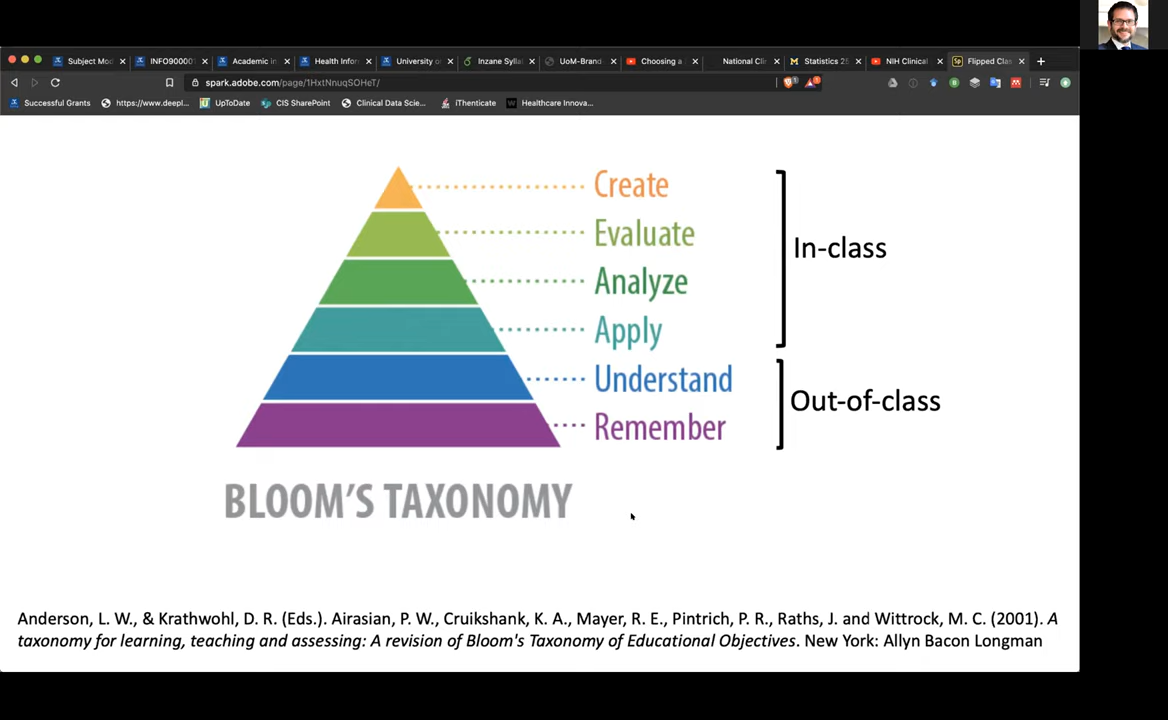 Subject Mod
INFO90001
Academic in
Health Infor
University o
Inzane Sylla
UoM-Brand
Choosing a
National Cli
Statistics 25
NIH Clinical
Flipped Clas
spark.adobe.com/page/1HxtNnuqSOHeT/
Successful Grants
https://www.deepl...
UpToDate
CIS SharePoint
Clinical Data Scie...
iThenticate
Healthcare Innova...
Create
Evaluate
In-class
Analyze
Apply
Understand
Out-of-class
Remember
BLOOM'S TAXONOMY
Anderson, L. W., & Krathwohl, D. R. (Eds.). Airasian, P. W., Cruikshank, K. A., Mayer, R. E., Pintrich, P. R., Raths, J. and Wittrock, M. C. (2001). A
taxonomy for learning, teaching and assessing: A revision of Bloom's Taxonomy of Educational Objectives. New York: Allyn Bacon Longman